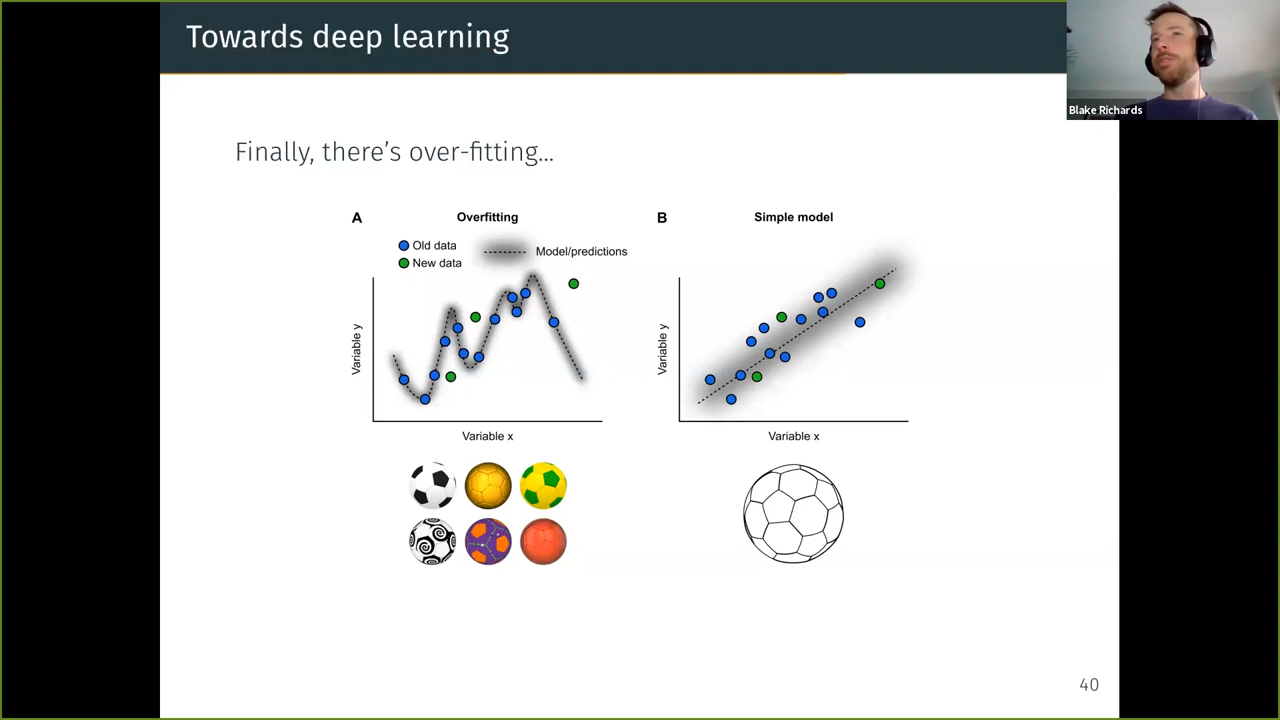 Towards deep learning
Blake Richards
Finally, there's over-fitting...
A
Overfitting
B
Simple model
Old data
New data
Model/predictions
Variable y
Variable x
Variable y
Variable x
40